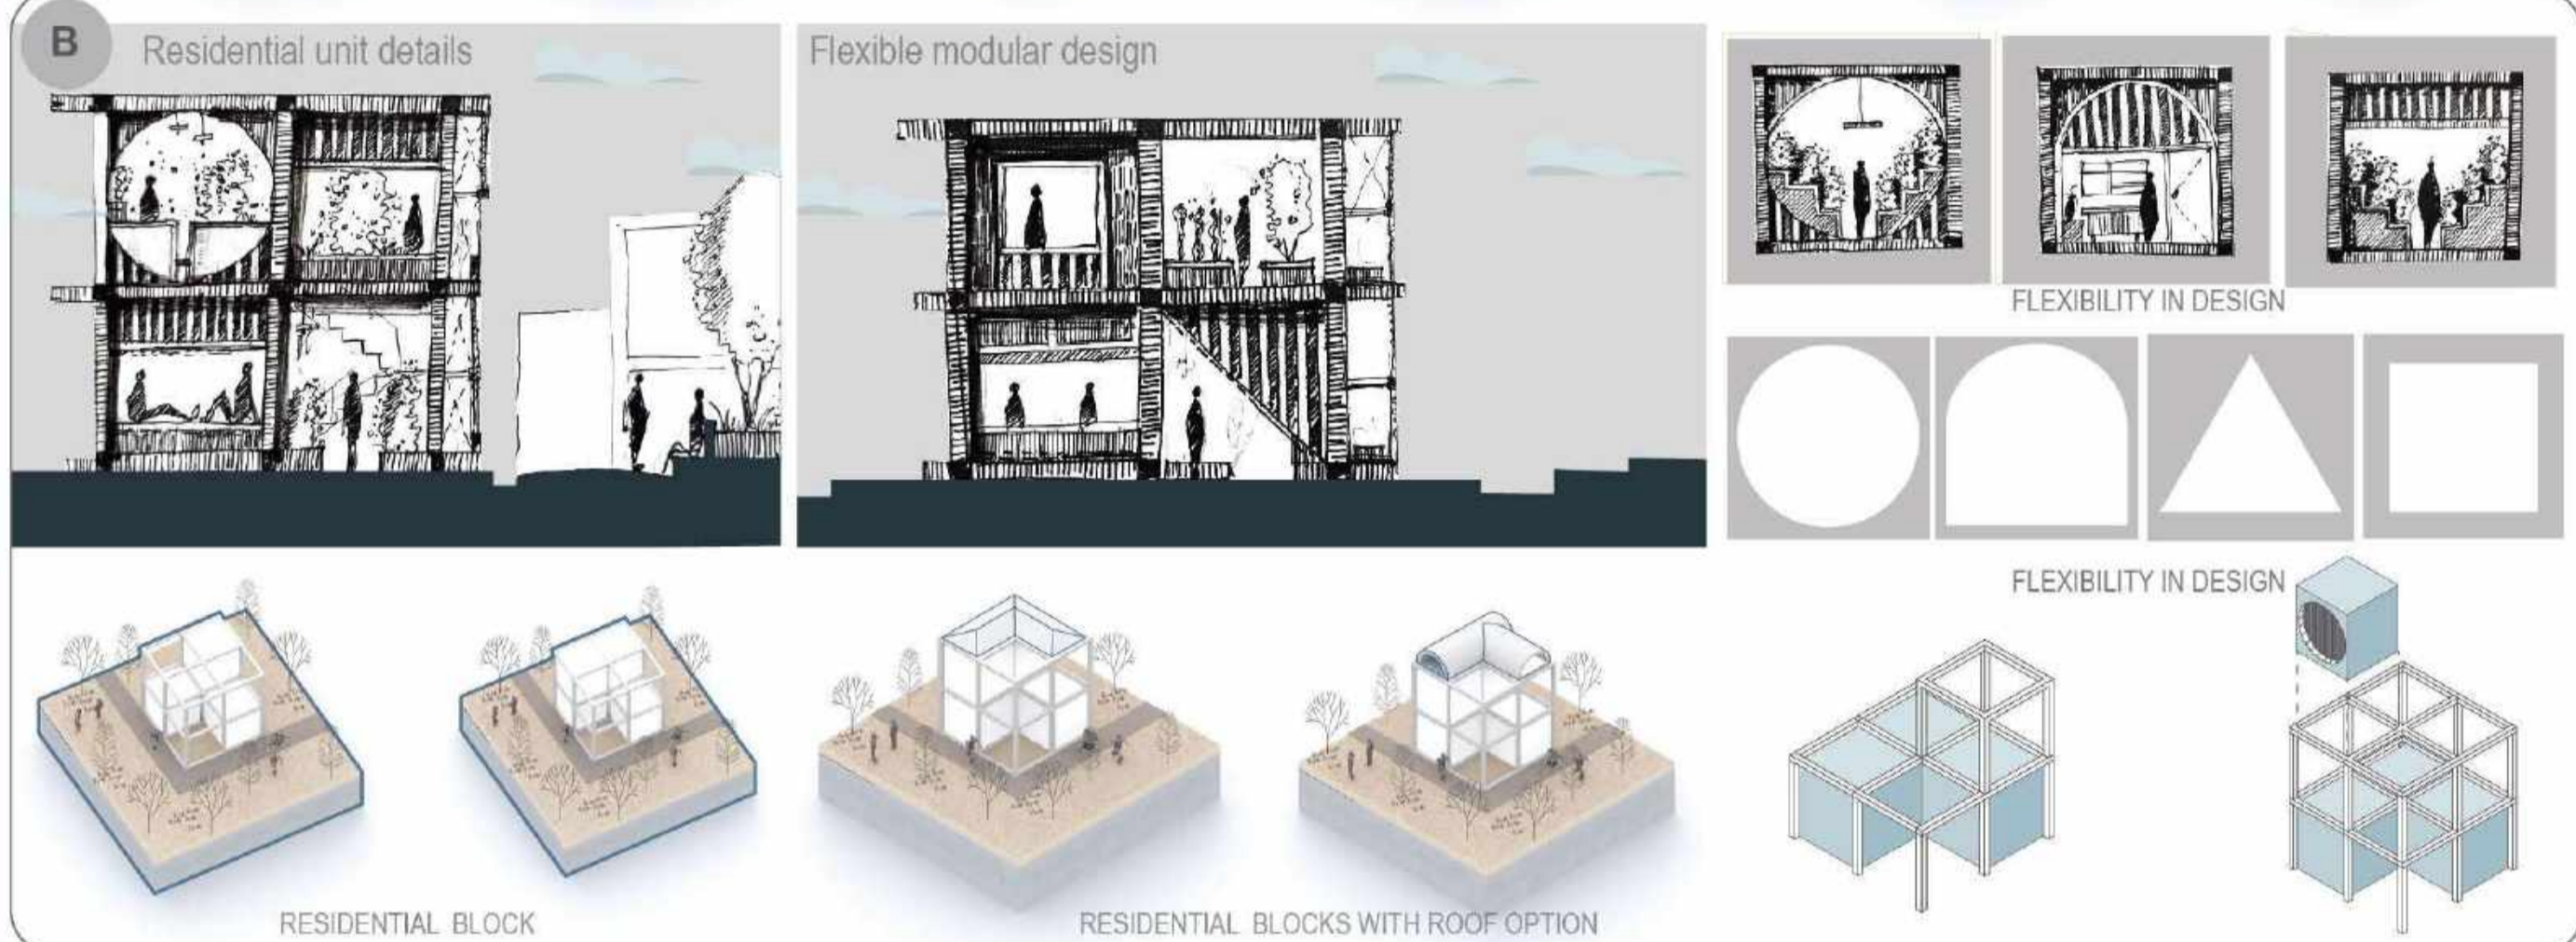 B
Residential unit details
Flexible modular design
FLEXIBILITY IN DESIGN
FLEXIBILITY IN DESIGN
RESIDENTIAL BLOCK
RESIDENTIAL BLOCKS WITH ROOF OPTION